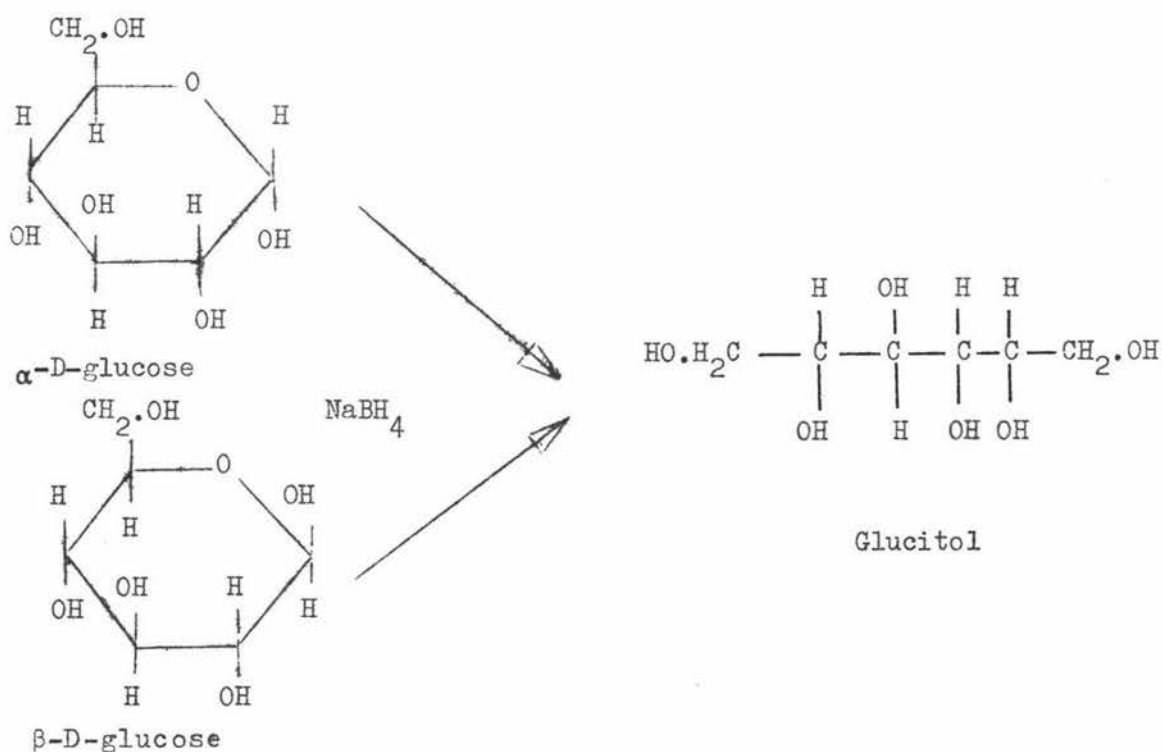 CH2.OH
O
H H
H
OH H
OH OH
H OH
α-D-glucose
CH2.OH
O
H OH
H
OH H
OH H
H OH
β-D-glucose
NaBH4
H OH H H
HO.H2C C C C C CH2.OH
OH H OH OH
Glucitol